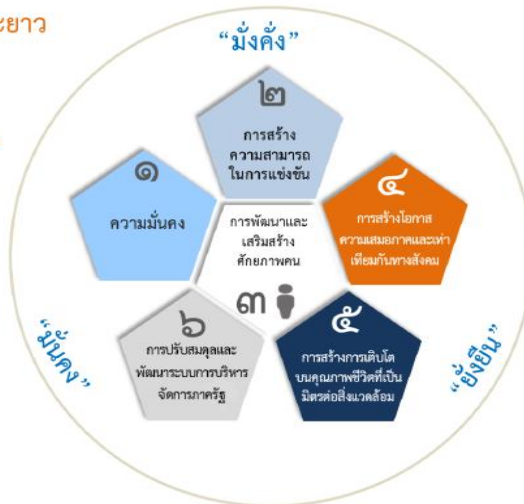 ะยาว
“มั่งคั่ง”
๒
การสร้าง
ความสามารถ
ในการแข่งขัน
๑
ความมั่นคง
๔
การสร้างโอกาส
ความเสมอภาคและเท่า
เทียมกันทางสังคม
การพัฒนาและ
เสริมสร้าง
ศักยภาพคน
๓
๖
การปรับสมดุลและ
พัฒนาระบบการบริหาร
จัดการภาครัฐ
๕
การสร้างการเติบโต
บนคุณภาพชีวิตที่เป็น
มิตรต่อสิ่งแวดล้อม
“มั่นคง”
“ยั่งยืน”